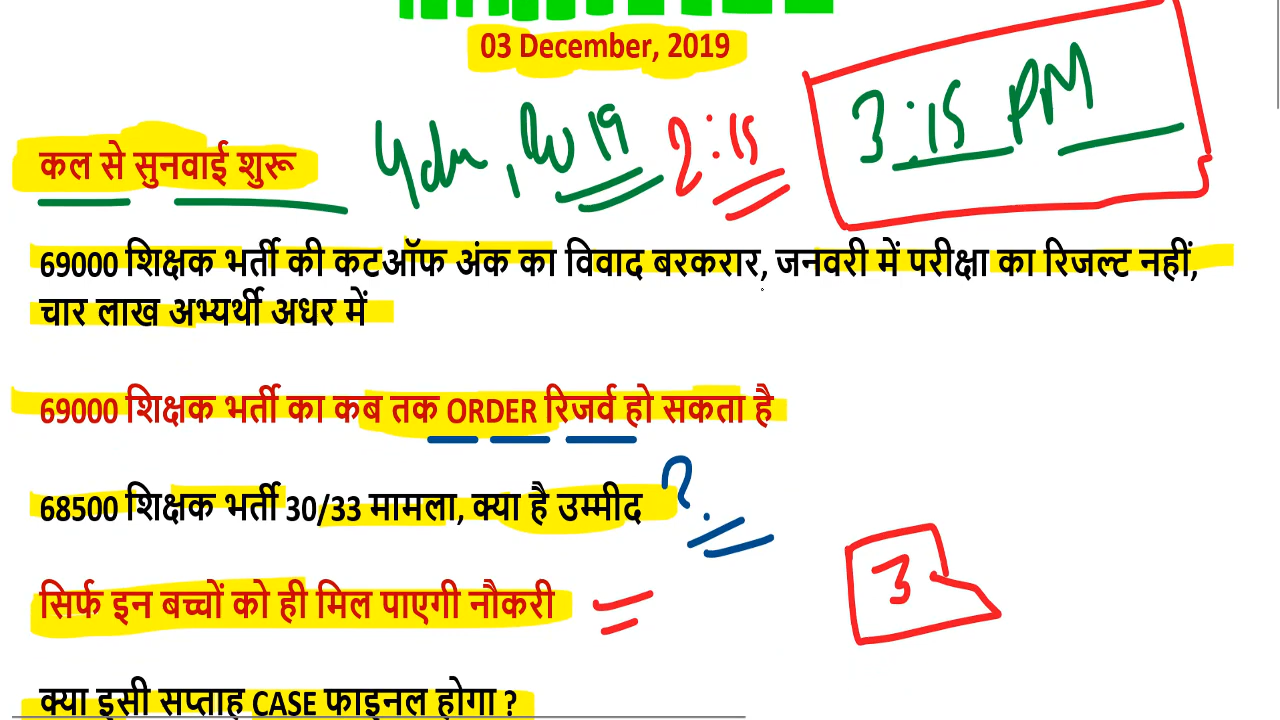 03 December, 2019
3:15 PM
कल से सुनवाई शुरू
2:15
69000 शिक्षक भर्ती की कटऑफ अंक का विवाद बरकरार, जनवरी में परीक्षा का रिजल्ट नहीं,
चार लाख अभ्यर्थी अधर में
69000 शिक्षक भर्ती का कब तक ORDER रिजर्व हो सकता है
68500 शिक्षक भर्ती 30/33 मामला, क्या है उम्मीद ?
सिर्फ इन बच्चों को ही मिल पाएगी नौकरी
3
क्या इसी सप्ताह CASE फाइनल होगा ?